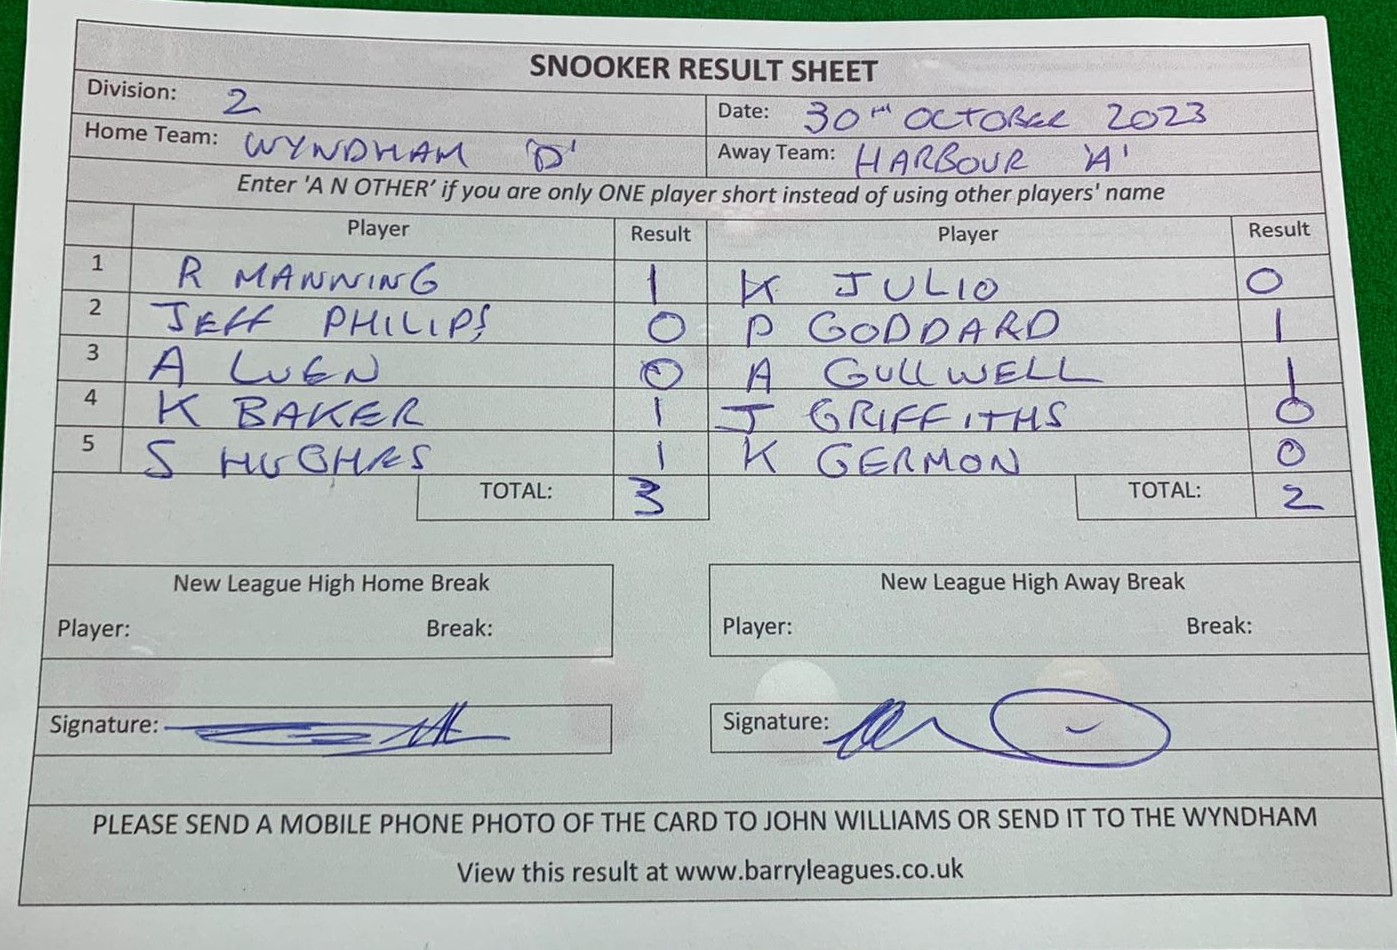 SNOOKER RESULT SHEET
Division: 2 Date: 30TH OCTOBER 2023
Home Team: WYNDHAM 'D' Away Team: HARBOUR 'A'
Enter 'A N OTHER' if you are only ONE player short instead of using other players' name
Player Result Player Result
1 R MANNING 1 K JULIO 0
2 JEFF PHILIPS 0 P GODDARD 1
3 A 0 A GULLWELL 1
4 K BAKER 1 J GRIFFITHS 0
5 S HUGHES 1 K GERMON 0
TOTAL: 3 TOTAL: 2
New League High Home Break New League High Away Break
Player: Break: Player: Break:
Signature: Signature:
PLEASE SEND A MOBILE PHONE PHOTO OF THE CARD TO JOHN WILLIAMS OR SEND IT TO THE WYNDHAM
View this result at www.barryleagues.co.uk